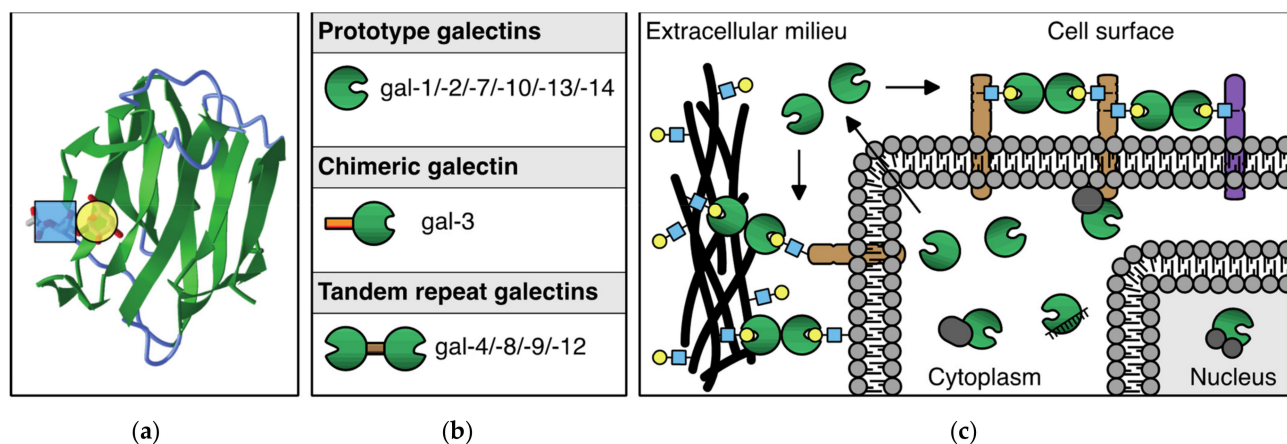 Prototype galectins
gal-1/-2/-7/-10/-13/-14
Chimeric galectin
gal-3
Tandem repeat galectins
gal-4/-8/-9/-12
Extracellular milieu
Cell surface
Cytoplasm
Nucleus
(a)
(b)
(c)